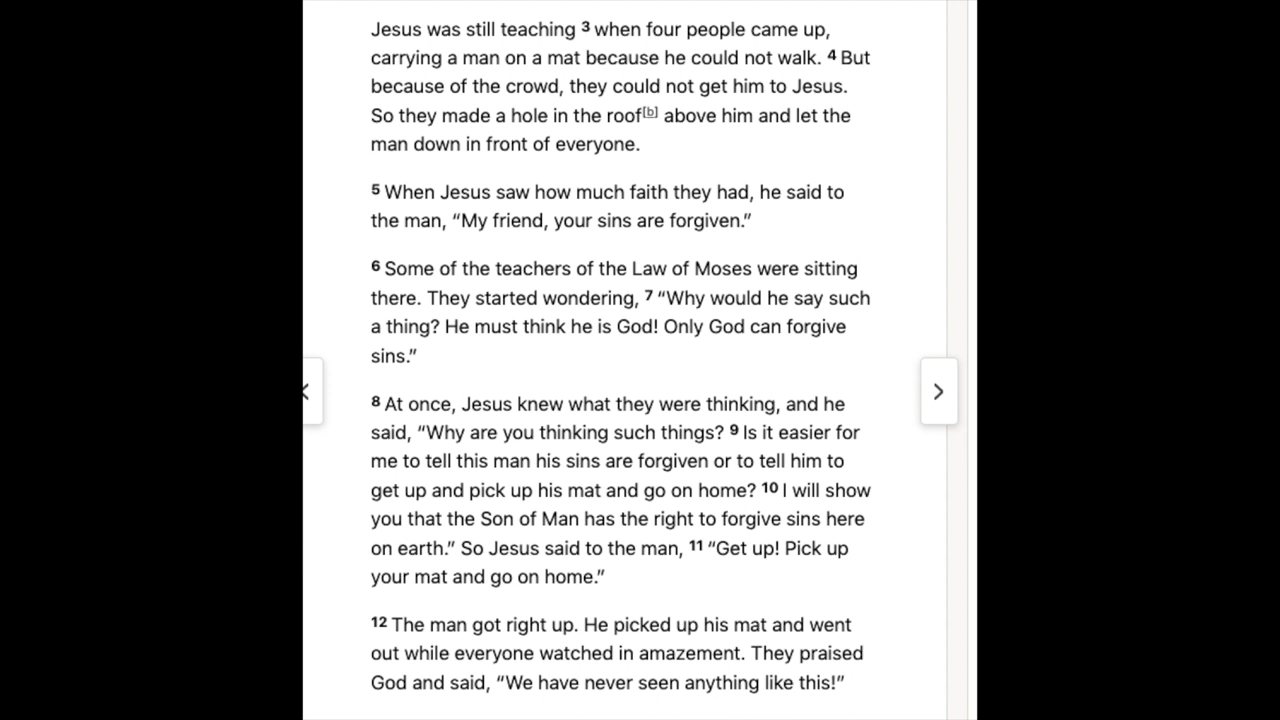 Jesus was still teaching 3 when four people came up,
carrying a man on a mat because he could not walk. 4 But
because of the crowd, they could not get him to Jesus.
So they made a hole in the roof[b] above him and let the
man down in front of everyone.
5 When Jesus saw how much faith they had, he said to
the man, “My friend, your sins are forgiven.”
6 Some of the teachers of the Law of Moses were sitting
there. They started wondering, 7 “Why would he say such
a thing? He must think he is God! Only God can forgive
sins.”
8 At once, Jesus knew what they were thinking, and he
said, “Why are you thinking such things? 9 Is it easier for
me to tell this man his sins are forgiven or to tell him to
get up and pick up his mat and go on home? 10 I will show
you that the Son of Man has the right to forgive sins here
on earth.” So Jesus said to the man, 11 “Get up! Pick up
your mat and go on home.”
12 The man got right up. He picked up his mat and went
out while everyone watched in amazement. They praised
God and said, “We have never seen anything like this!”